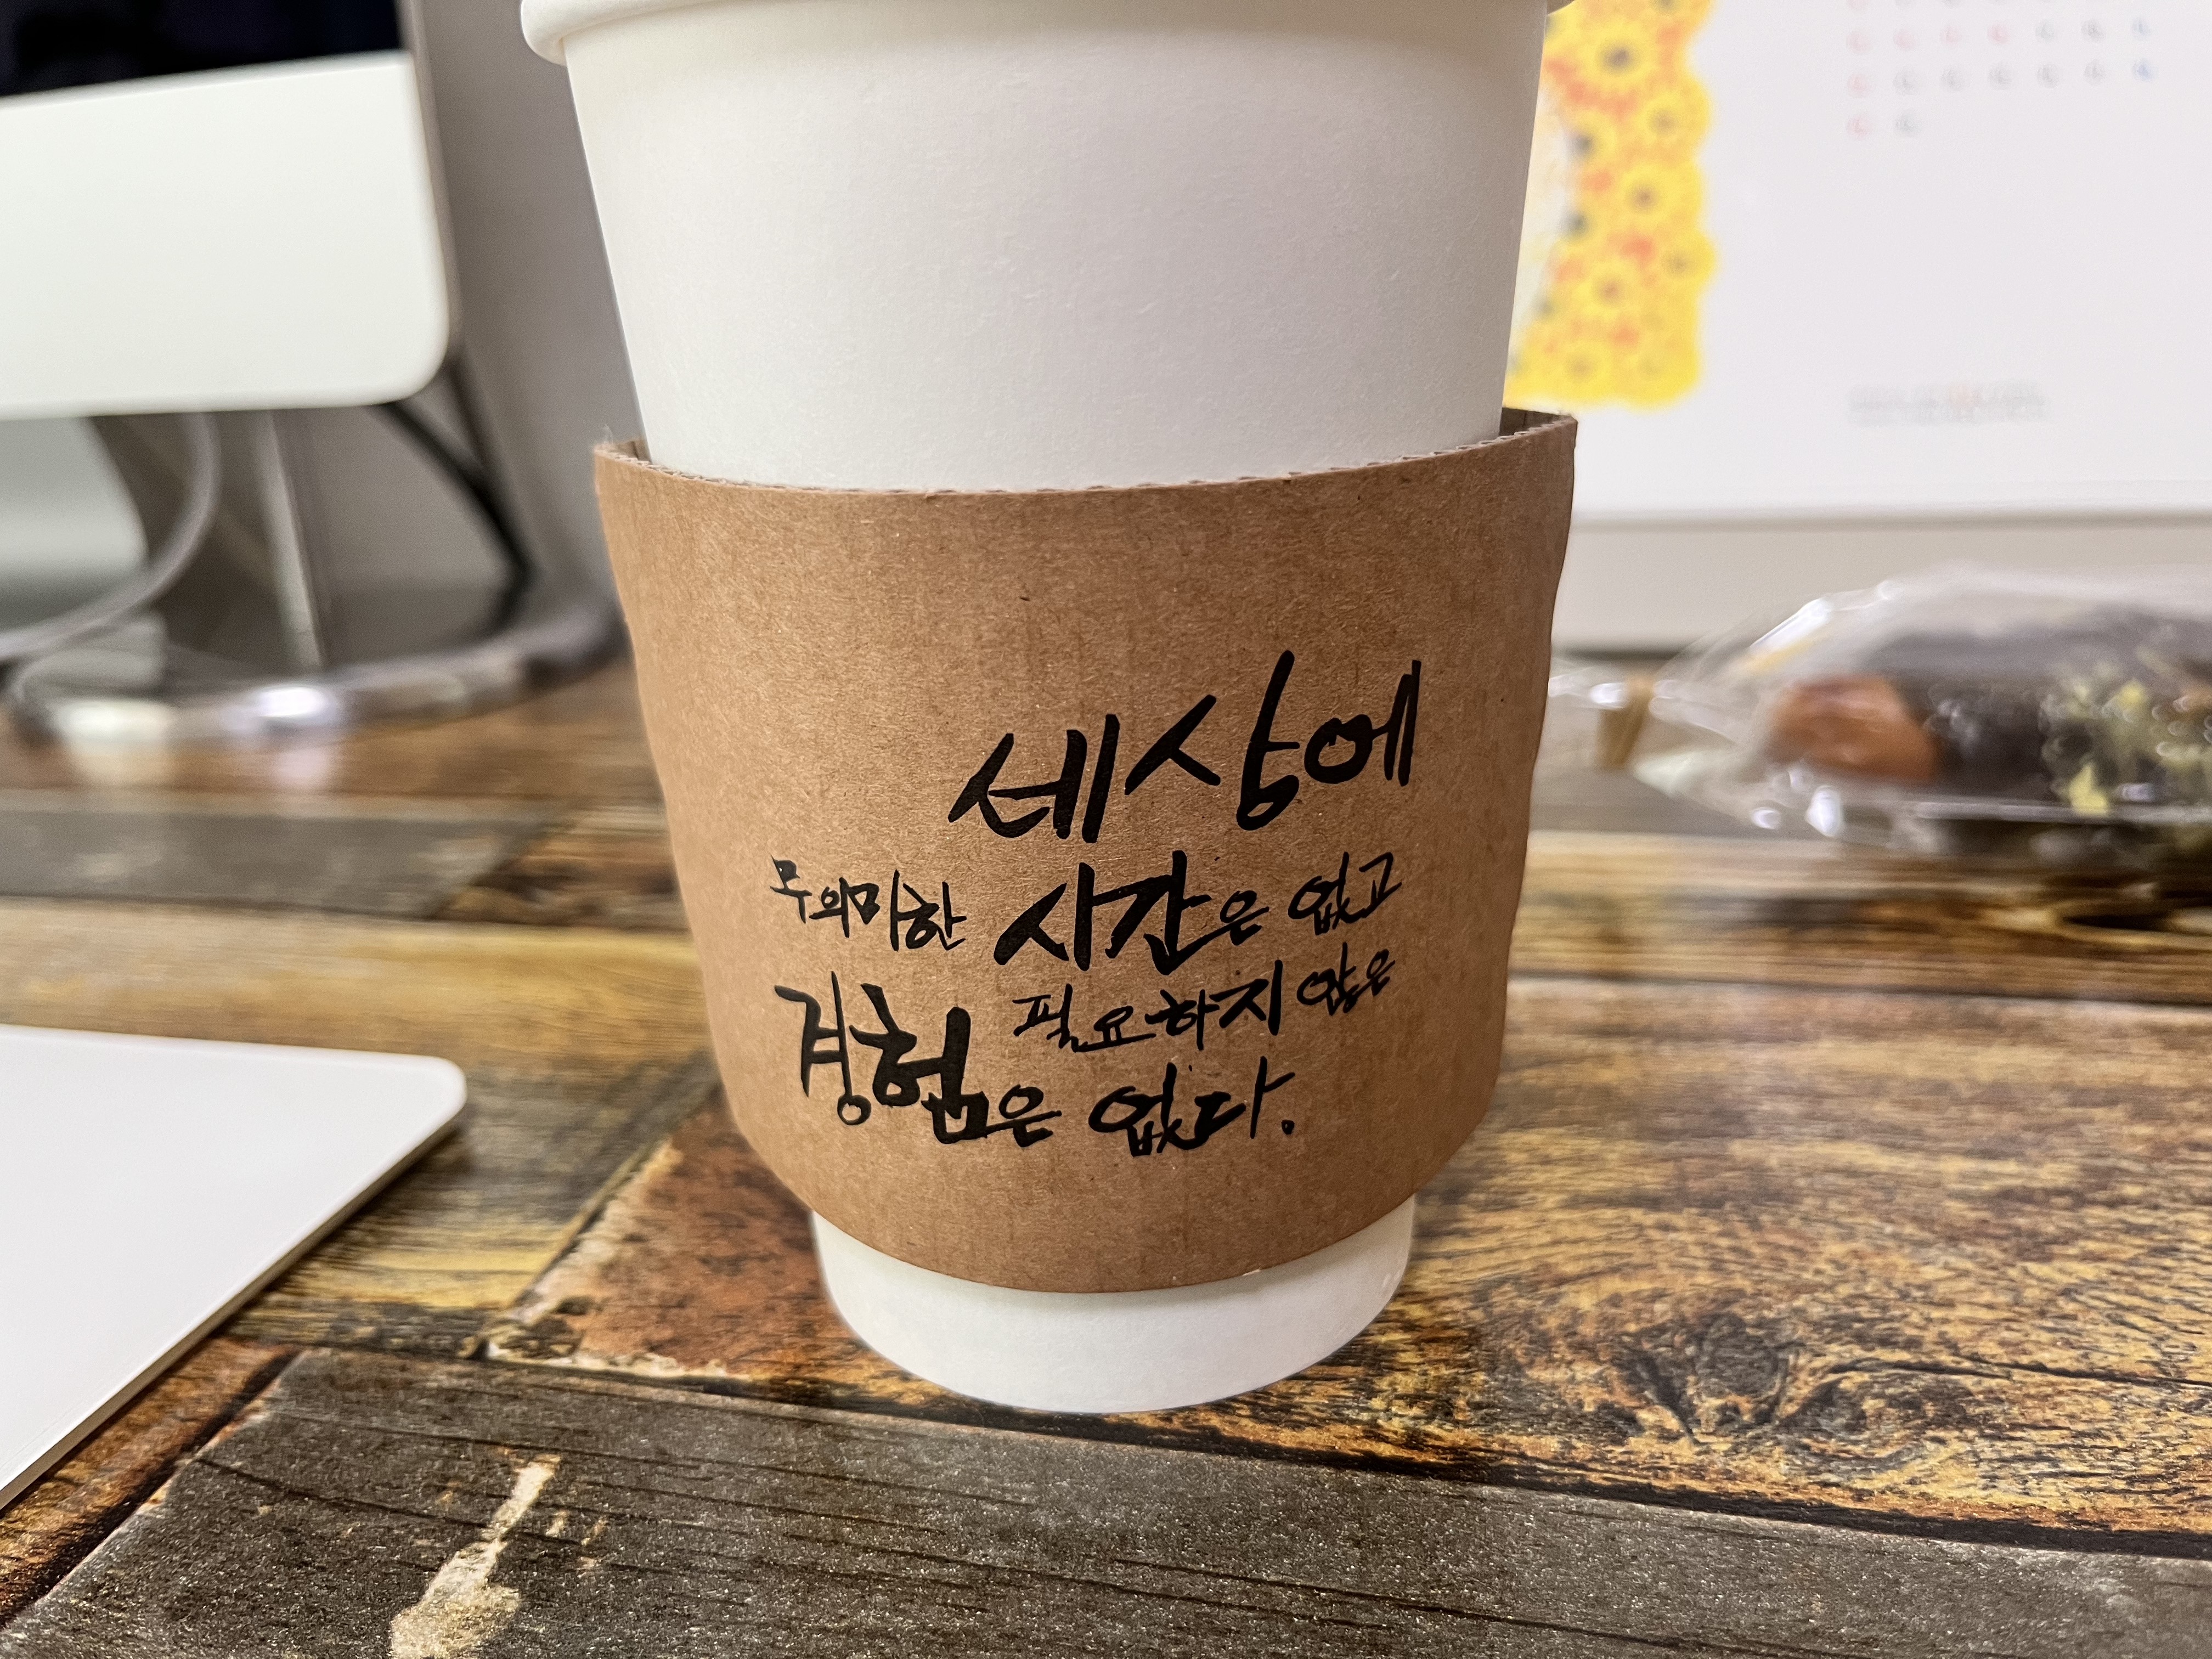 세상에
무의미한 시간은 없고
경험은 필요하지 않은
없다.